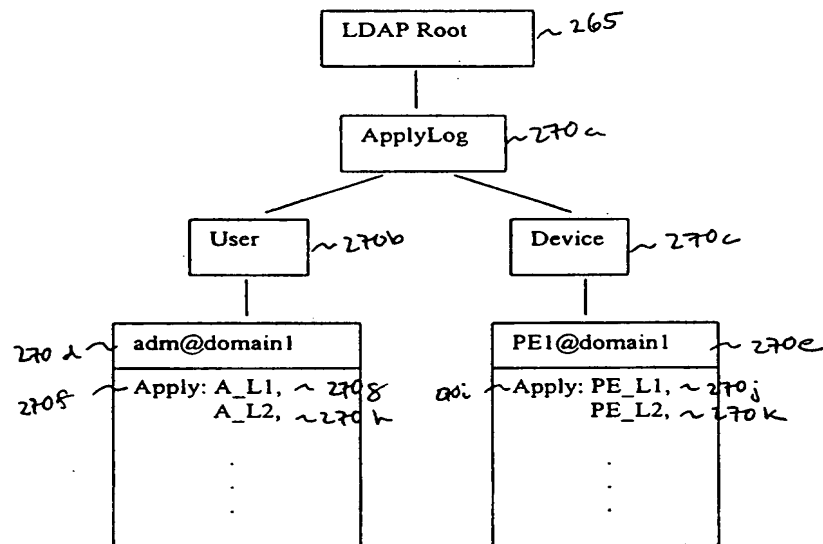 LDAP Root ~ 265
ApplyLog ~ 270a
User ~ 270b
Device ~ 270c
270d ~ adm@domain1
PE1@domain1 ~ 270e
270f ~ Apply: A_L1, ~ 270g
A_L2, ~ 270h
270i ~ Apply: PE_L1, ~ 270j
PE_L2, ~ 270k